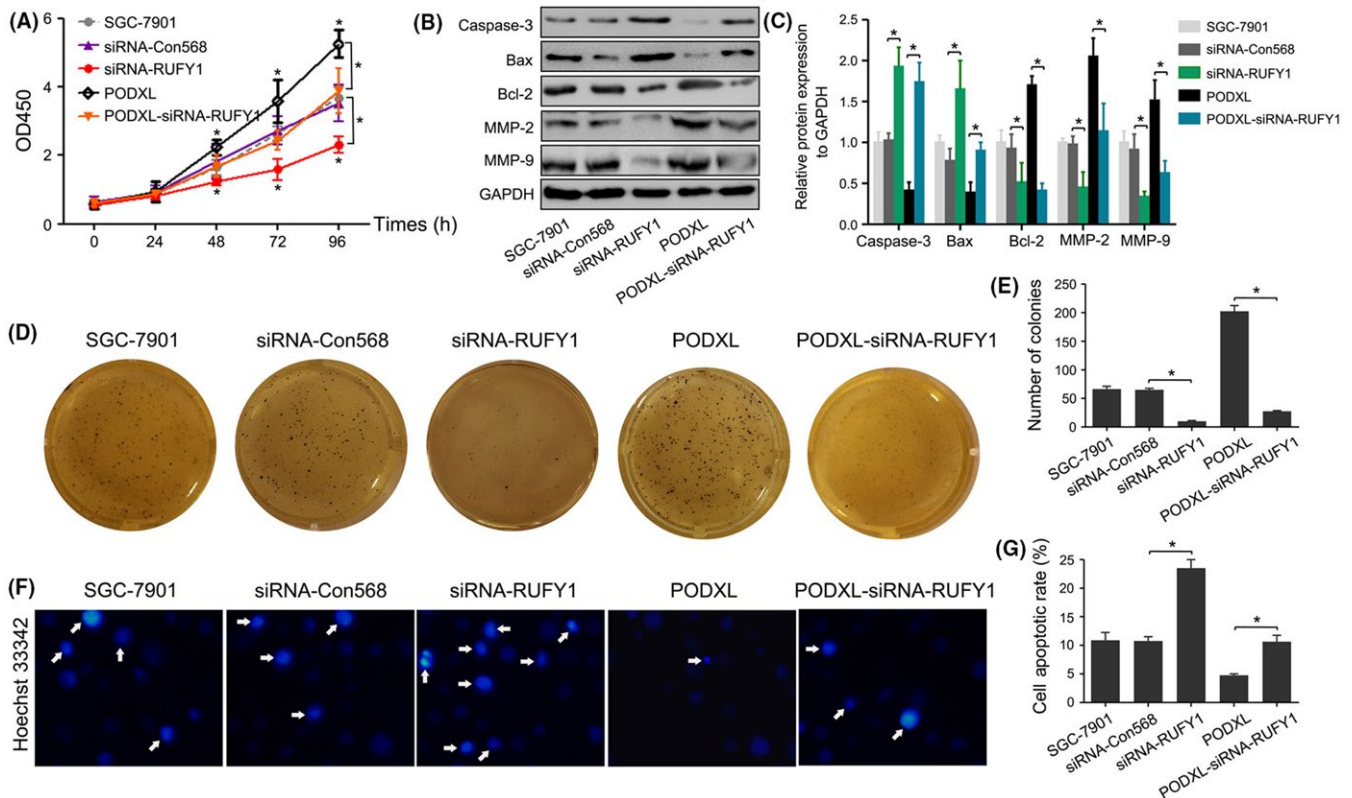 (A)
OD450
6
4
2
0
SGC-7901
siRNA-Con568
siRNA-RUFY1
PODXL
PODXL-siRNA-RUFY1
*
*
*
*
*
*
*
*
0 24 48 72 96
Times (h)
(B)
Caspase-3
Bax
Bcl-2
MMP-2
MMP-9
GAPDH
SGC-7901
siRNA-Con568
siRNA-RUFY1
PODXL
PODXL-siRNA-RUFY1
(C)
Relative protein expression
to GAPDH
2.5
2.0
1.5
1.0
0.5
0.0
* * * * * * * * * *
Caspase-3 Bax Bcl-2 MMP-2 MMP-9
SGC-7901
siRNA-Con568
siRNA-RUFY1
PODXL
PODXL-siRNA-RUFY1
(D)
SGC-7901 siRNA-Con568 siRNA-RUFY1 PODXL PODXL-siRNA-RUFY1
(E)
Number of colonies
250
200
150
100
50
0
* *
SGC-7901
siRNA-Con568
siRNA-RUFY1
PODXL
PODXL-siRNA-RUFY1
(F)
SGC-7901 siRNA-Con568 siRNA-RUFY1 PODXL PODXL-siRNA-RUFY1
Hoechst 33342
(G)
Cell apoptotic rate (%)
25
20
15
10
5
0
* *
SGC-7901
siRNA-Con568
siRNA-RUFY1
PODXL
PODXL-siRNA-RUFY1